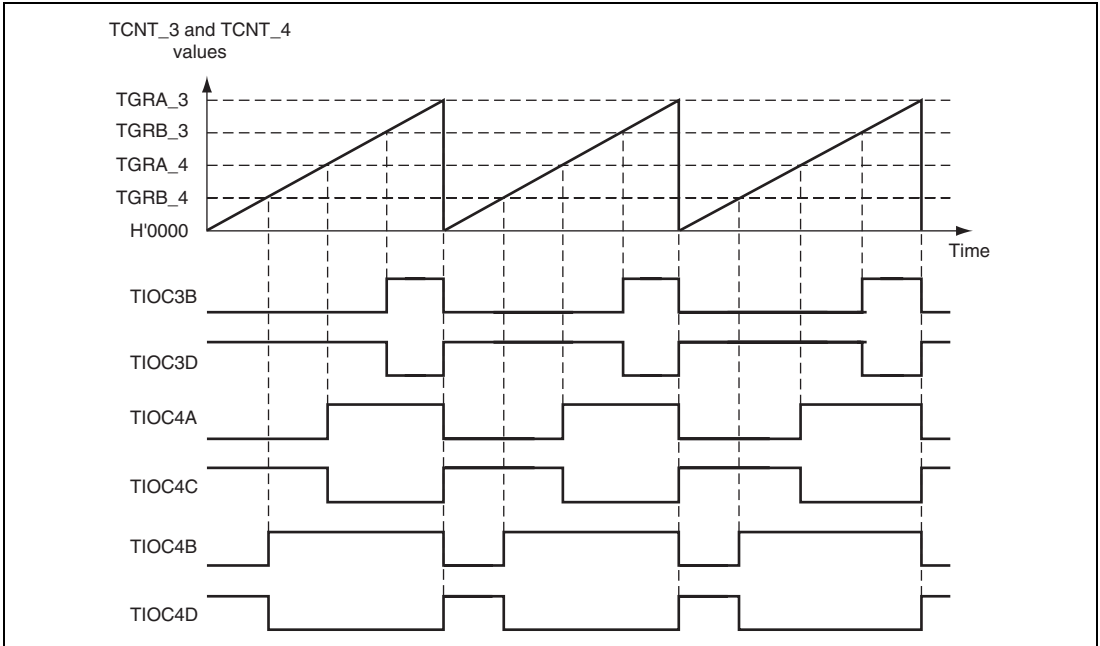 TCNT_3 and TCNT_4
values
TGRA_3
TGRB_3
TGRA_4
TGRB_4
H'0000
Time
TIOC3B
TIOC3D
TIOC4A
TIOC4C
TIOC4B
TIOC4D